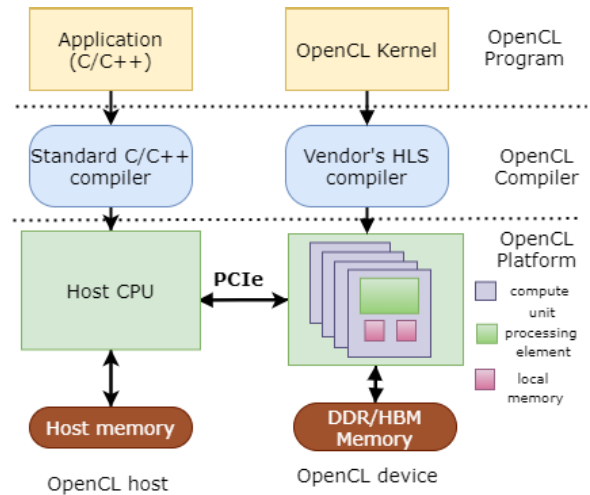 Application
(C/C++)
OpenCL Kernel
OpenCL
Program
Standard C/C++
compiler
Vendor's HLS
compiler
OpenCL
Compiler
Host CPU
PCIe
OpenCL
Platform
compute
unit
processing
element
local
memory
Host memory
DDR/HBM
Memory
OpenCL host
OpenCL device